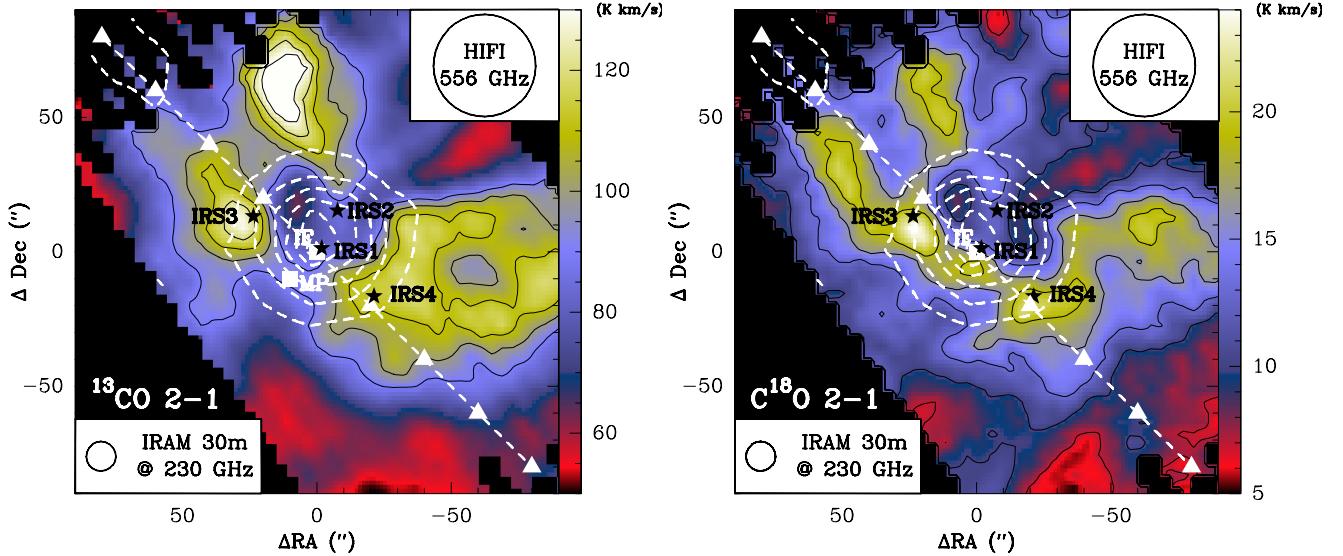 (K km/s)
HIFI
556 GHz
120
100
80
60
50
0
−50
Δ Dec (″)
IRS3
IRS2
IF
IRS1
MP
IRS4
¹³CO 2−1
IRAM 30m
@ 230 GHz
50
0
−50
ΔRA (″)
(K km/s)
HIFI
556 GHz
20
15
10
5
50
0
−50
Δ Dec (″)
IRS3
IRS2
IF
IRS1
IRS4
C¹⁸O 2−1
IRAM 30m
@ 230 GHz
50
0
−50
ΔRA (″)